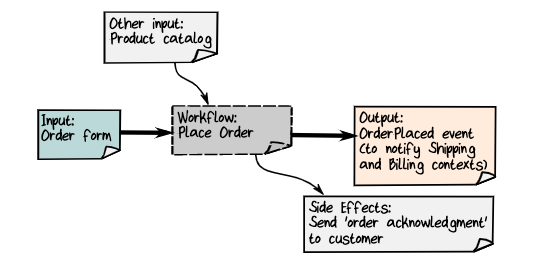 Other input:
Product catalog
Input:
Order form
Workflow:
Place Order
Output:
OrderPlaced event
(to notify Shipping
and Billing contexts)
Side Effects:
Send 'order acknowledgment'
to customer